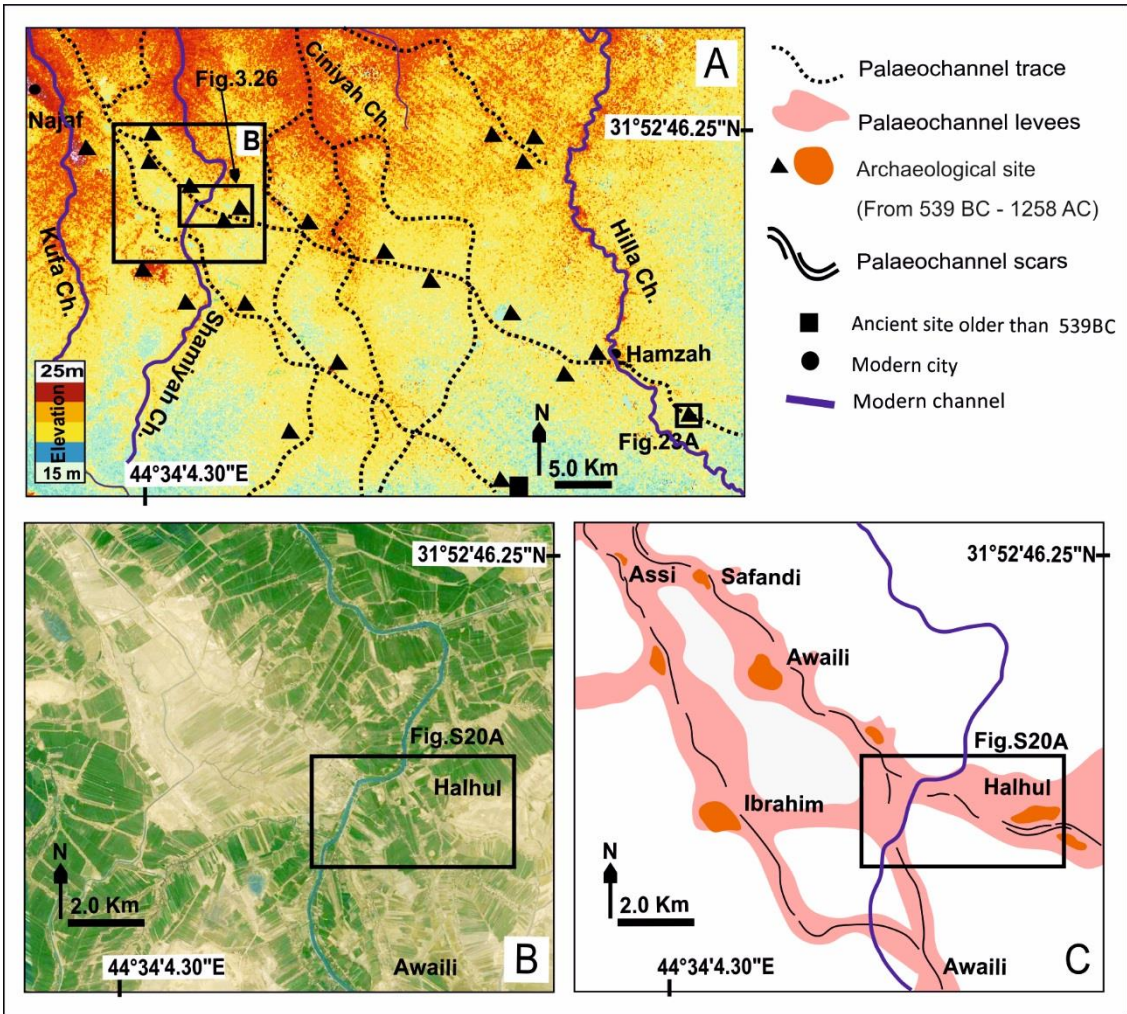 A
Fig.3.26
Ciniyah Ch.
Najaf
B
31°52'46.25"N
Kufa Ch.
Shamiyah Ch.
Hilla Ch.
Hamzah
Fig.23A
25m
Elevation
15 m
N
5.0 Km
44°34'4.30"E
Palaeochannel trace
Palaeochannel levees
Archaeological site
(From 539 BC - 1258 AC)
Palaeochannel scars
Ancient site older than 539BC
Modern city
Modern channel
31°52'46.25"N
Fig.S20A
Halhul
N
2.0 Km
44°34'4.30"E
Awaili
B
31°52'46.25"N
Assi
Safandi
Awaili
Fig.S20A
Ibrahim
Halhul
N
2.0 Km
44°34'4.30"E
Awaili
C